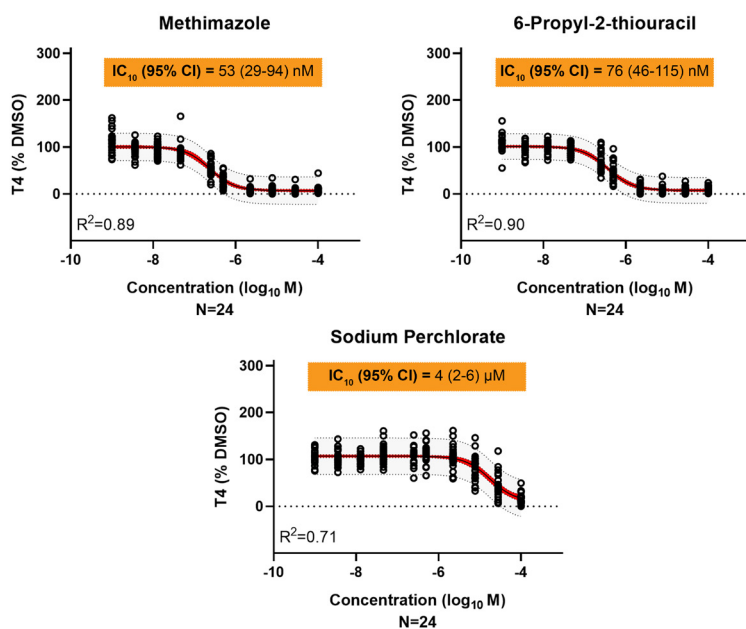 Methimazole
IC10 (95% CI) = 53 (29-94) nM
T4 (% DMSO)
300
200
100
0
R²=0.89
-10
-8
-6
-4
Concentration (log10 M)
N=24
6-Propyl-2-thiouracil
IC10 (95% CI) = 76 (46-115) nM
T4 (% DMSO)
300
200
100
0
R²=0.90
-10
-8
-6
-4
Concentration (log10 M)
N=24
Sodium Perchlorate
IC10 (95% CI) = 4 (2-6) μM
T4 (% DMSO)
300
200
100
0
R²=0.71
-10
-8
-6
-4
Concentration (log10 M)
N=24